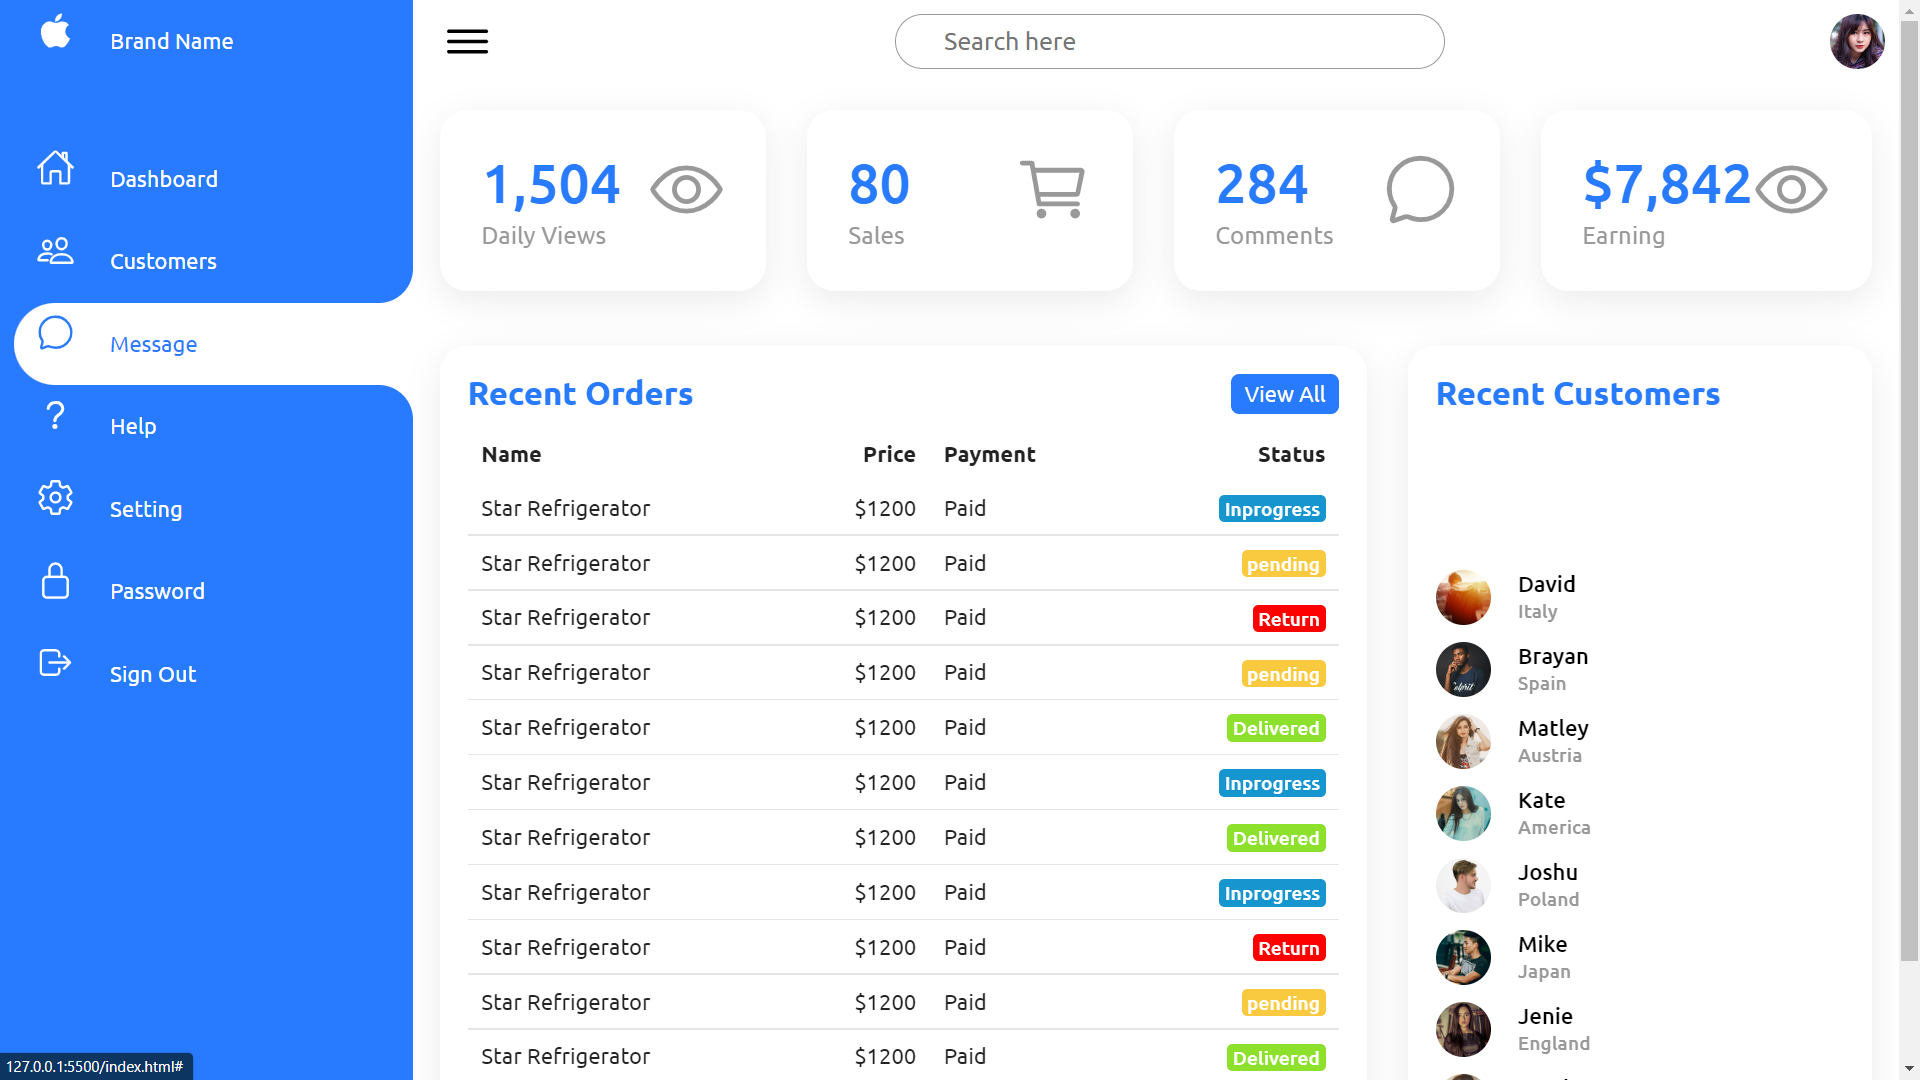 Brand Name
Search here
Dashboard
Customers
Message
Help
Setting
Password
Sign Out
1,504
Daily Views
80
Sales
284
Comments
$7,842
Earning
Recent Orders
View All
Name Price Payment Status
Star Refrigerator $1200 Paid Inprogress
Star Refrigerator $1200 Paid pending
Star Refrigerator $1200 Paid Return
Star Refrigerator $1200 Paid pending
Star Refrigerator $1200 Paid Delivered
Star Refrigerator $1200 Paid Inprogress
Star Refrigerator $1200 Paid Delivered
Star Refrigerator $1200 Paid Inprogress
Star Refrigerator $1200 Paid Return
Star Refrigerator $1200 Paid pending
Star Refrigerator $1200 Paid Delivered
Recent Customers
David
Italy
Brayan
Spain
Matley
Austria
Kate
America
Joshu
Poland
Mike
Japan
Jenie
England
127.0.0.1:5500/index.html#